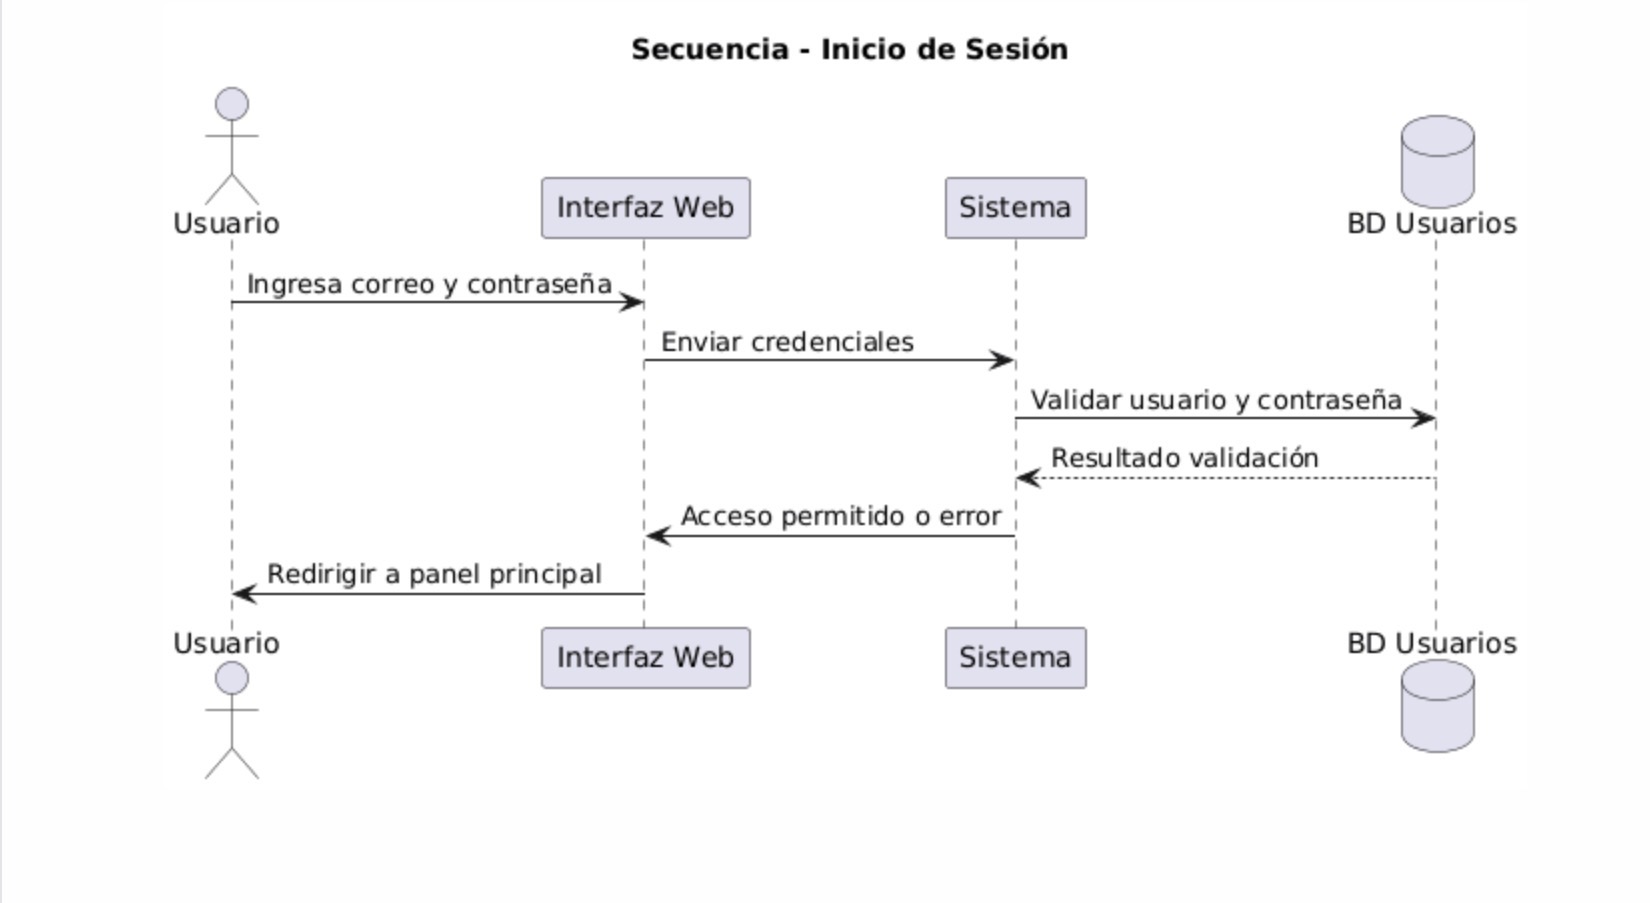 Secuencia - Inicio de Sesión
Usuario
Interfaz Web
Sistema
BD Usuarios
Ingresa correo y contraseña
Enviar credenciales
Validar usuario y contraseña
Resultado validación
Acceso permitido o error
Redirigir a panel principal
Usuario
Interfaz Web
Sistema
BD Usuarios